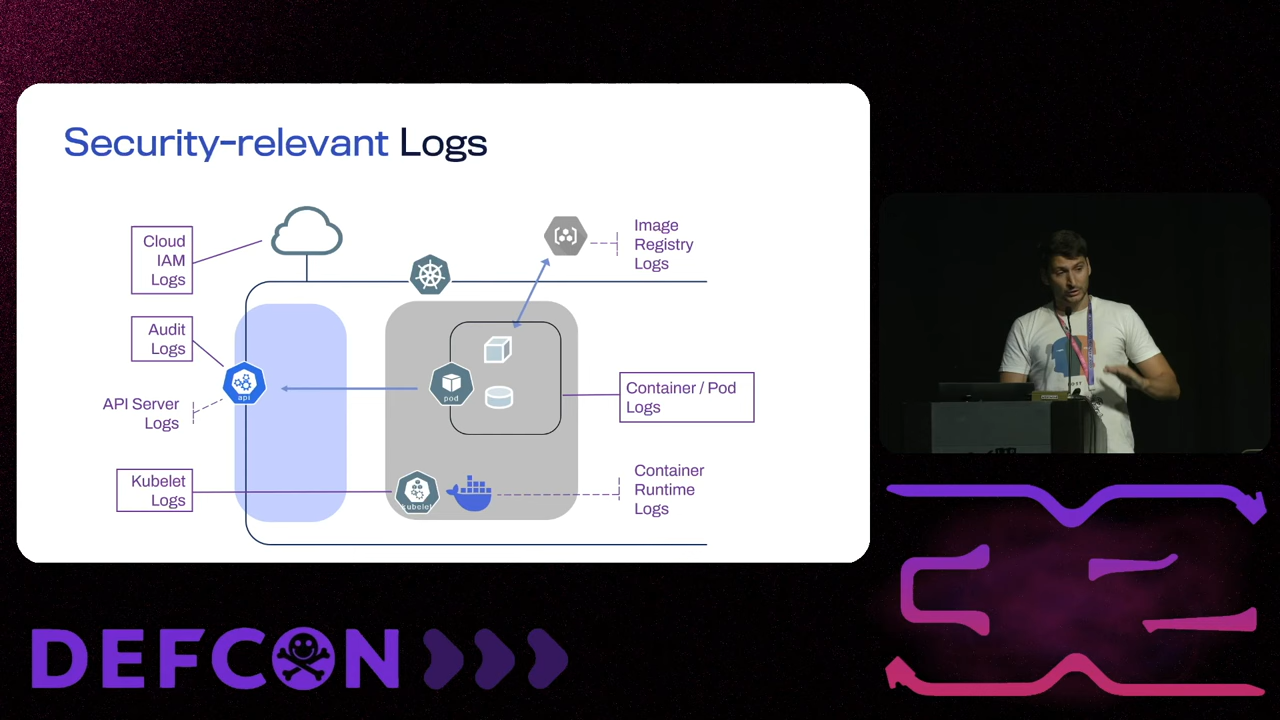 Security-relevant Logs
Cloud
IAM
Logs
Image
Registry
Logs
Audit
Logs
api
API Server
Logs
pod
Container / Pod
Logs
Kubelet
Logs
kubelet
Container
Runtime
Logs
DEFCON